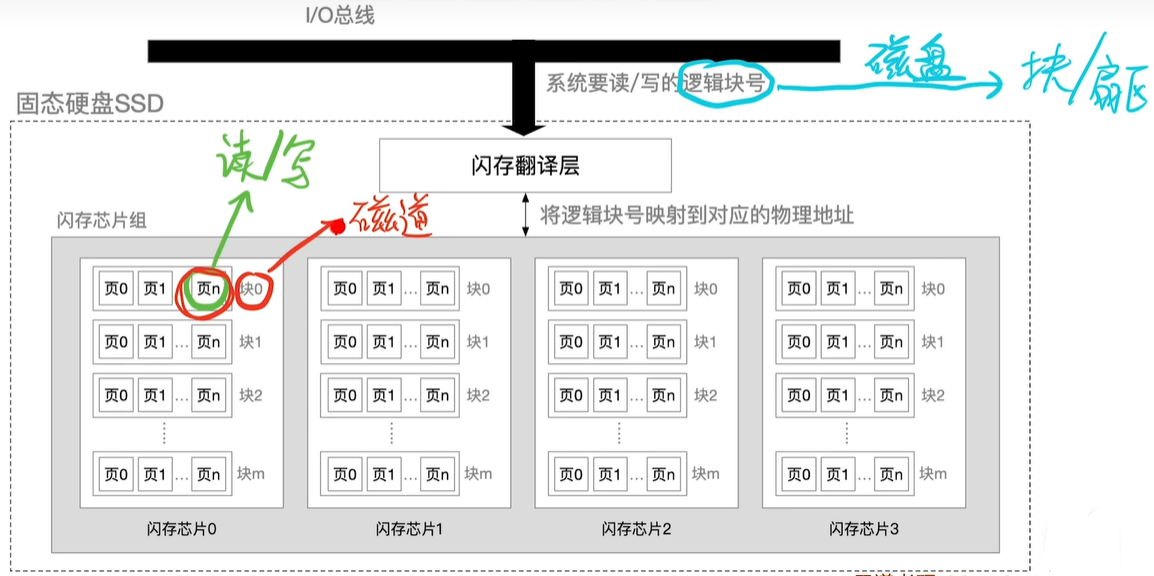 I/O总线
系统要读/写的逻辑块号
磁盘
块/扇区
固态硬盘SSD
读/写
闪存翻译层
磁道
将逻辑块号映射到对应的物理地址
闪存芯片组
页0 页1 页n 块0 页0 页1 … 页n 块0 页0 页1 … 页n 块0 页0 页1 … 页n 块0
页0 页1 … 页n 块1 页0 页1 … 页n 块1 页0 页1 … 页n 块1 页0 页1 … 页n 块1
页0 页1 … 页n 块2 页0 页1 … 页n 块2 页0 页1 … 页n 块2 页0 页1 … 页n 块2
页0 页1 … 页n 块m 页0 页1 … 页n 块m 页0 页1 … 页n 块m 页0 页1 … 页n 块m
闪存芯片0 闪存芯片1 闪存芯片2 闪存芯片3